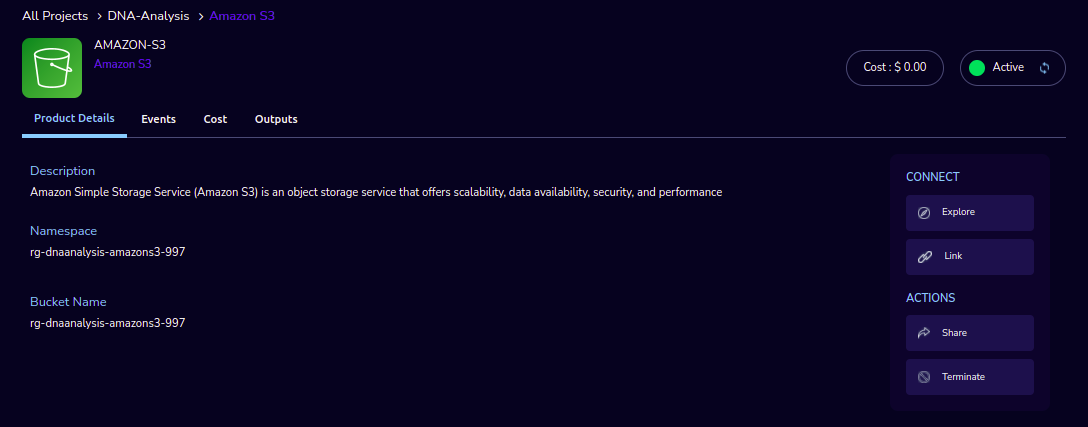 All Projects > DNA-Analysis > Amazon S3
AMAZON-S3
Amazon S3
Cost : $ 0.00
Active
Product Details
Events
Cost
Outputs
Description
Amazon Simple Storage Service (Amazon S3) is an object storage service that offers scalability, data availability, security, and performance
Namespace
rg-dnaanalysis-amazons3-997
Bucket Name
rg-dnaanalysis-amazons3-997
CONNECT
Explore
Link
ACTIONS
Share
Terminate